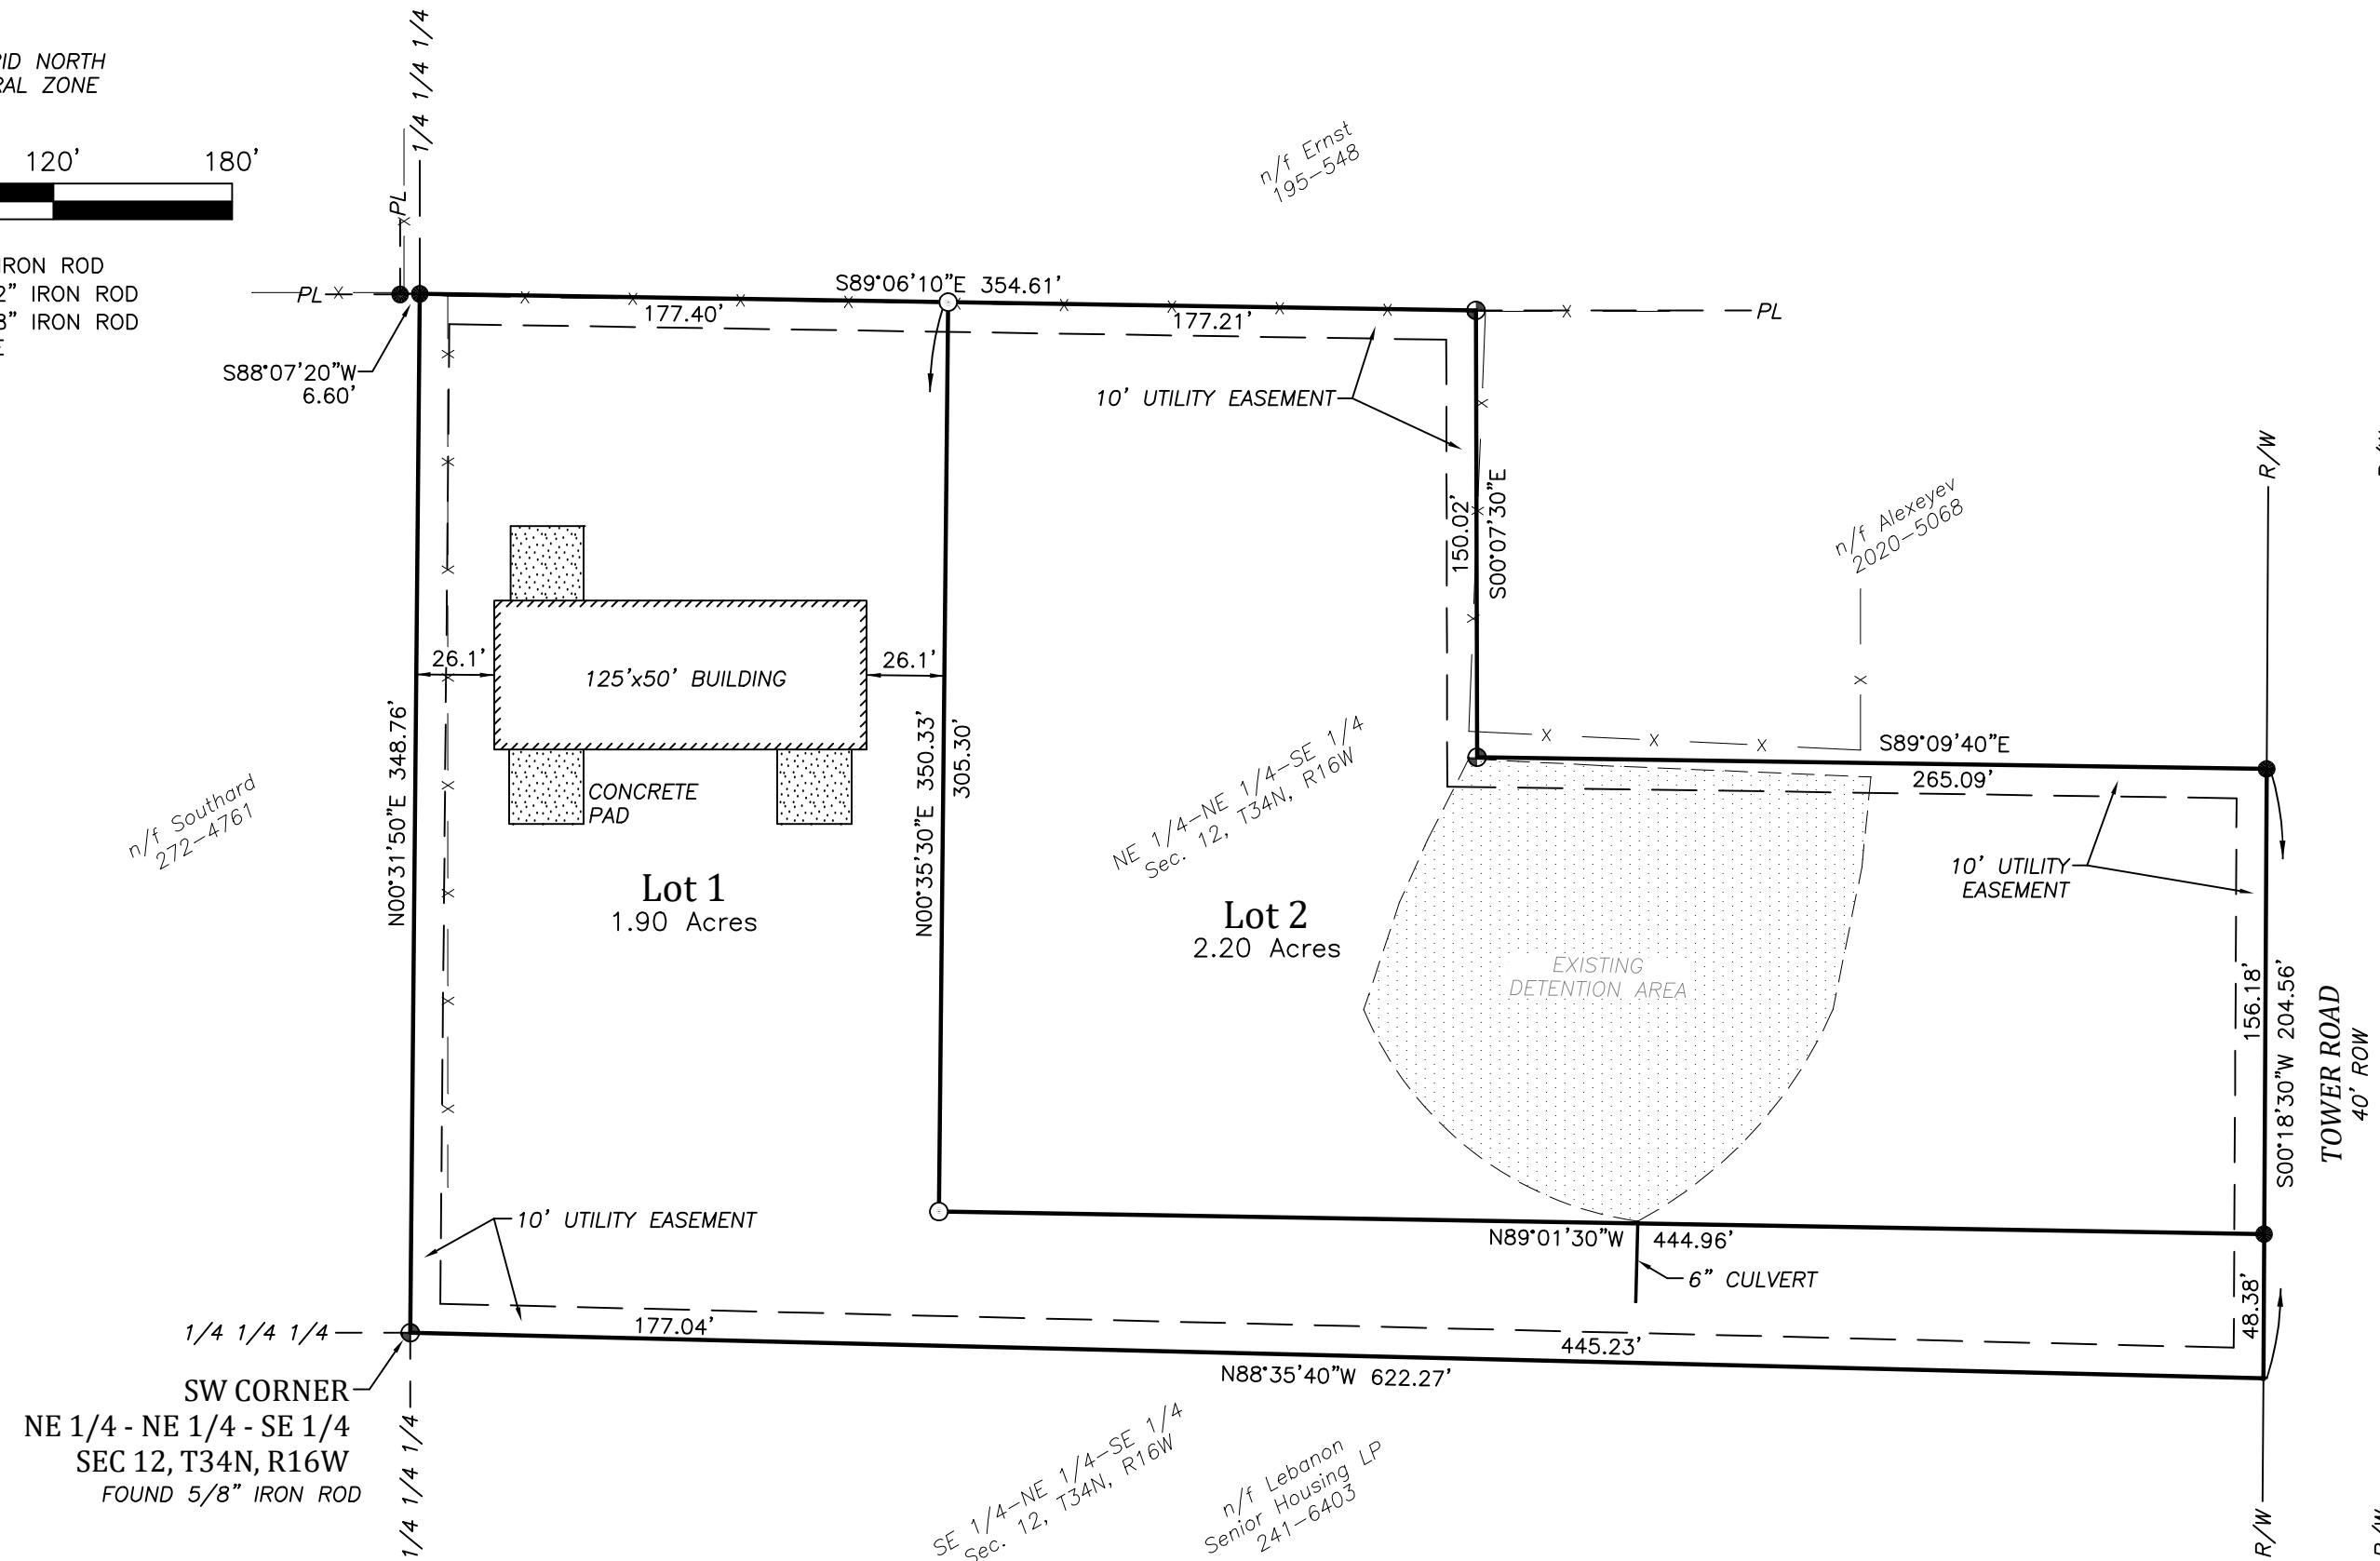 1/4 1/4 1/4
NORTH
ZONE
120' 180'
PL
IRON ROD
IRON ROD
IRON ROD
n/f Ernst
195-548
S89°06'10"E 354.61'
PL
177.40'
177.21'
PL
S88°07'20"W
6.60'
10' UTILITY EASEMENT
R/W
150.02'
S00°07'30"E
n/f Alexeyev
2020-5068
26.1'
125'x50' BUILDING
26.1'
N00°31'50"E 348.76'
N00°35'30"E 350.33'
305.30'
NE 1/4-NE 1/4-SE 1/4
Sec. 12, T34N, R16W
S89°09'40"E
265.09'
CONCRETE
PAD
n/f Southard
272-4761
Lot 1
1.90 Acres
Lot 2
2.20 Acres
10' UTILITY
EASEMENT
EXISTING
DETENTION AREA
156.18'
S00°18'30"W 204.56'
TOWER ROAD
40' ROW
10' UTILITY EASEMENT
N89°01'30"W 444.96'
6" CULVERT
48.38'
1/4 1/4 1/4
177.04'
445.23'
N88°35'40"W 622.27'
SW CORNER
NE 1/4 - NE 1/4 - SE 1/4
SEC 12, T34N, R16W
FOUND 5/8" IRON ROD
1/4 1/4 1/4
SE 1/4-NE 1/4-SE 1/4
Sec. 12, T34N, R16W
n/f Lebanon
Senior Housing LP
241-6403
R/W